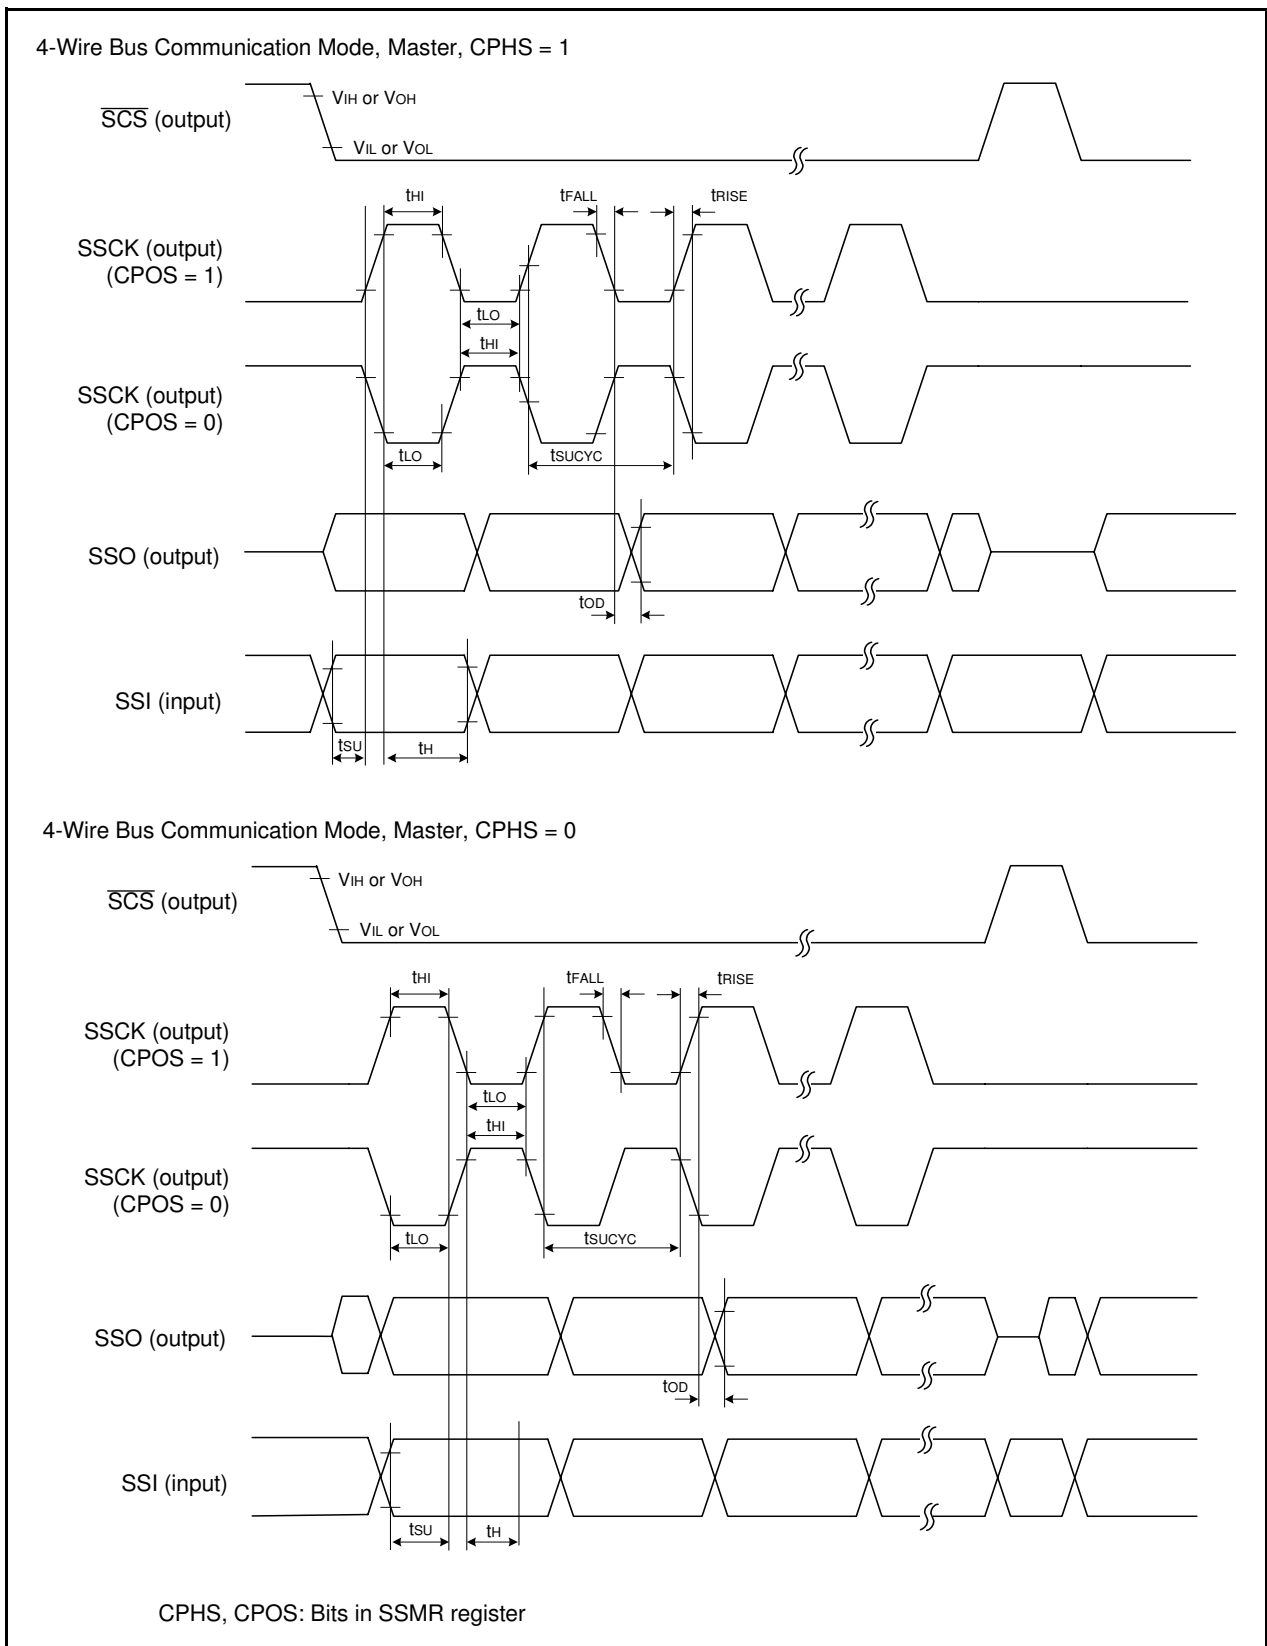 4-Wire Bus Communication Mode, Master, CPHS = 1
VIH or VOH
SCS (output)
VIL or VOL
tHI
tFALL
tRISE
SSCK (output)
(CPOS = 1)
tLO
tHI
SSCK (output)
(CPOS = 0)
tLO
tSUCYC
SSO (output)
tOD
SSI (input)
tSU
tH
4-Wire Bus Communication Mode, Master, CPHS = 0
VIH or VOH
SCS (output)
VIL or VOL
tHI
tFALL
tRISE
SSCK (output)
(CPOS = 1)
tLO
tHI
SSCK (output)
(CPOS = 0)
tLO
tSUCYC
SSO (output)
tOD
SSI (input)
tSU
tH
CPHS, CPOS: Bits in SSMR register